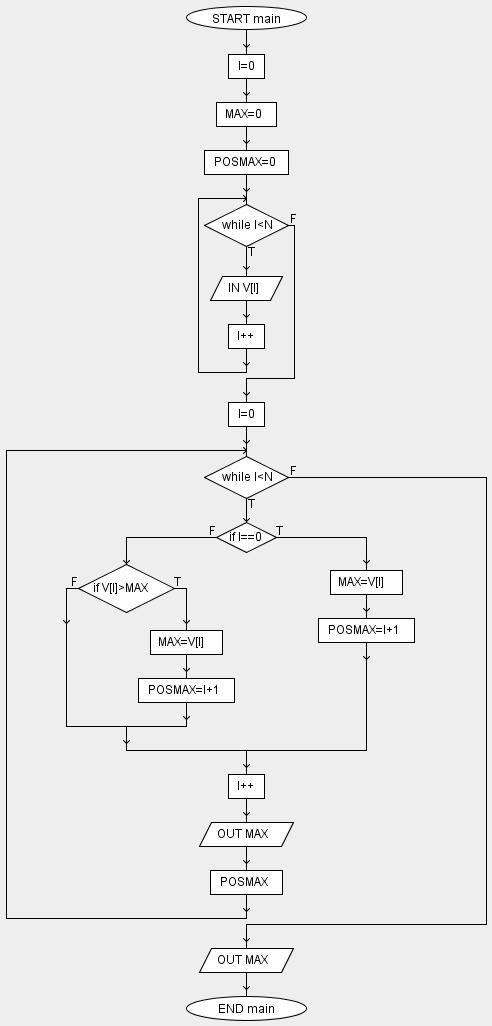 START main
I=0
MAX=0
POSMAX=0
while I<N
F
T
IN V[I]
I++
I=0
while I<N
F
T
F
if I==0
T
F
if V[I]>MAX
T
MAX=V[I]
MAX=V[I]
POSMAX=I+1
POSMAX=I+1
I++
OUT MAX
POSMAX
OUT MAX
END main